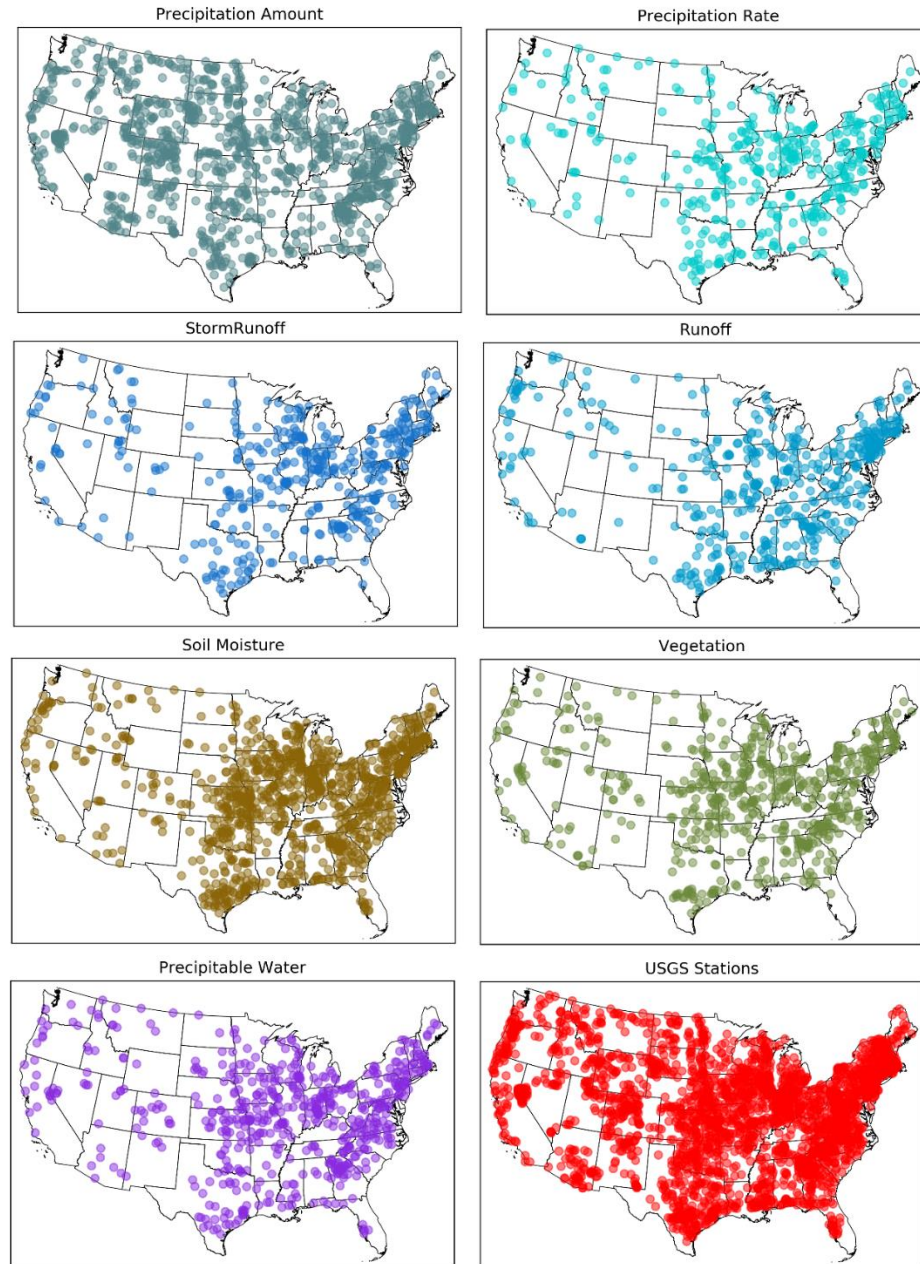 Precipitation Amount
Precipitation Rate
StormRunoff
Runoff
Soil Moisture
Vegetation
Precipitable Water
USGS Stations